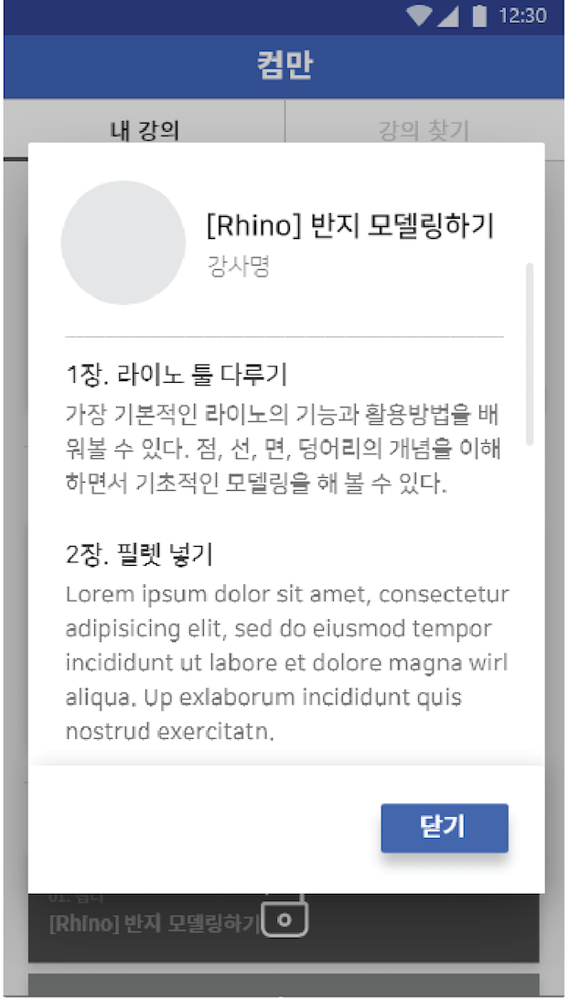 12:30
컴만
내 강의
강의 찾기
[Rhino] 반지 모델링하기
강사명
1장. 라이노 툴 다루기
가장 기본적인 라이노의 기능과 활용방법을 배
워볼 수 있다. 점, 선, 면, 덩어리의 개념을 이해
하면서 기초적인 모델링을 해 볼 수 있다.
2장. 필렛 넣기
Lorem ipsum dolor sit amet, consectetur
adipisicing elit, sed do eiusmod tempor
incididunt ut labore et dolore magna wirl
aliqua. Up exlaborum incididunt quis
nostrud exercitatn.
닫기
[Rhino] 반지 모델링하기